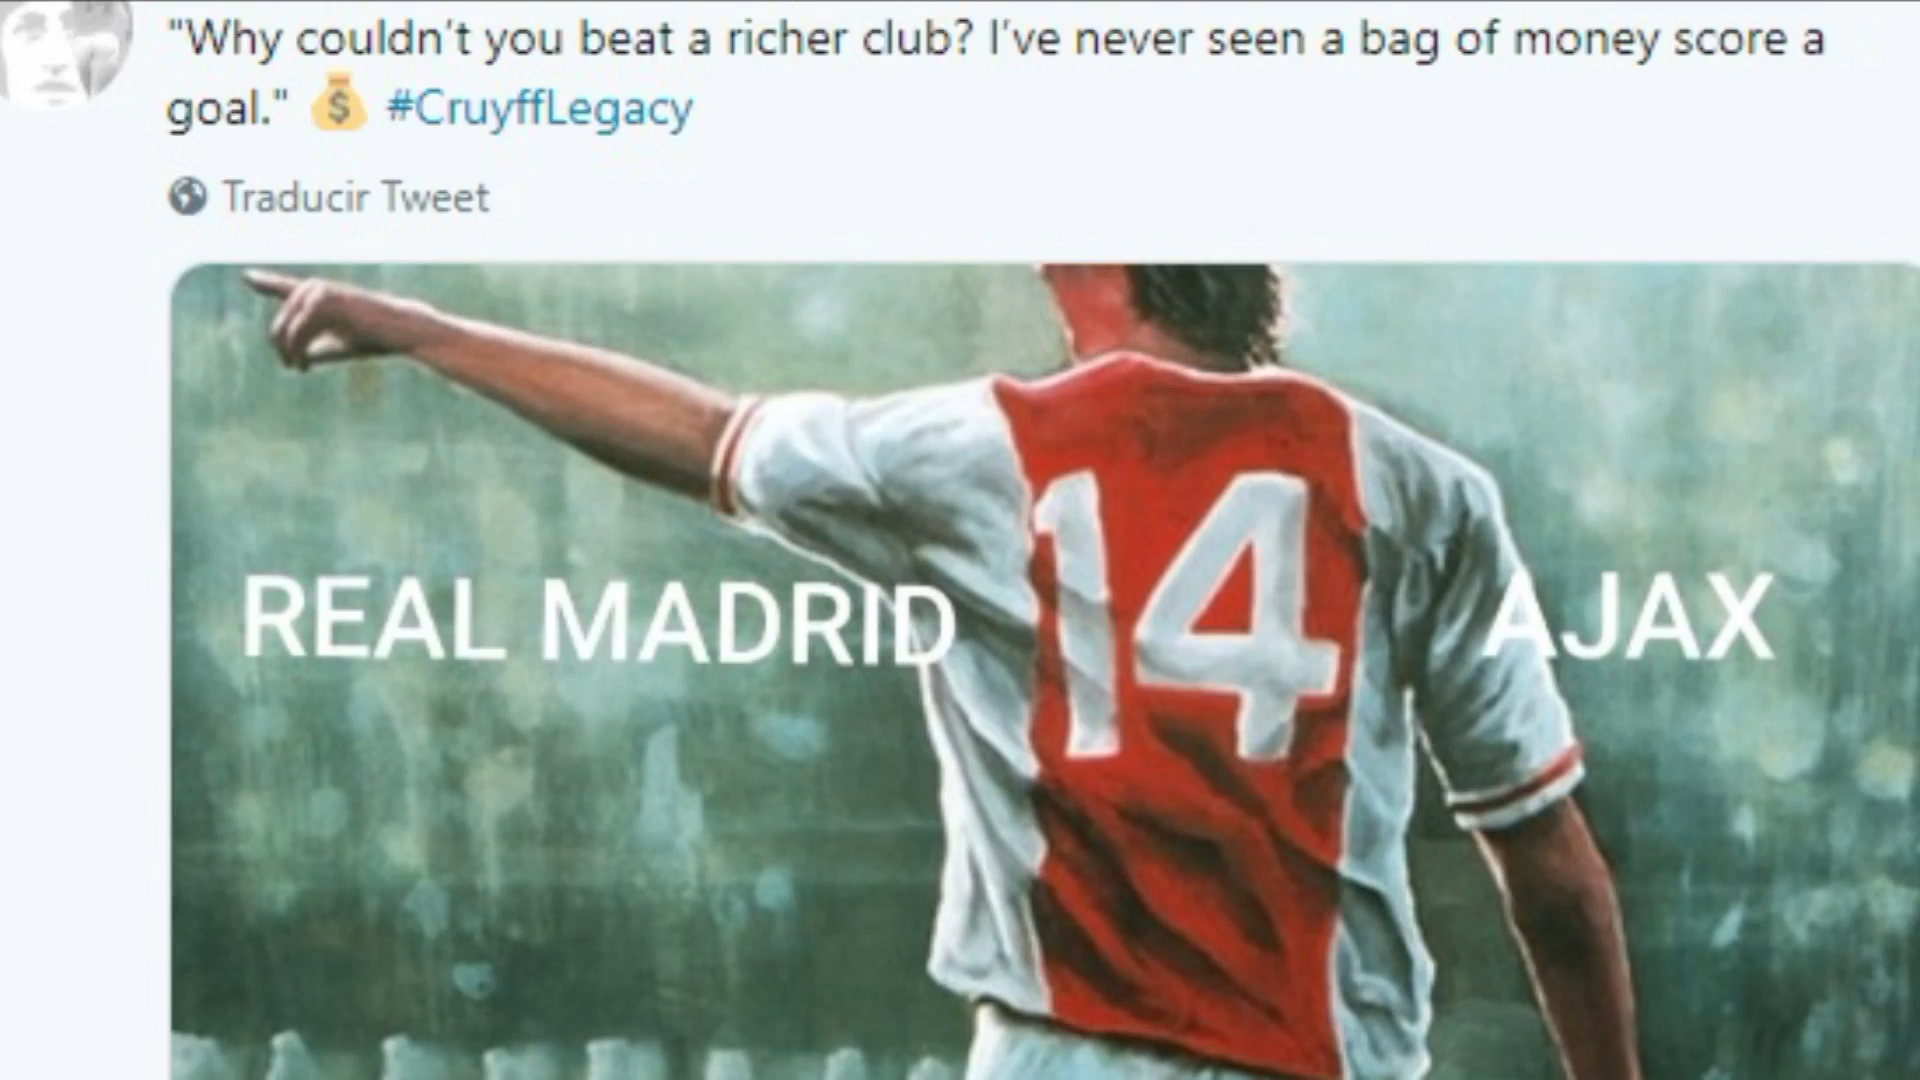 "Why couldn't you beat a richer club? I've never seen a bag of money score a
goal." 💰 #CruyffLegacy
Traducir Tweet
14
REAL MADRID AJAX